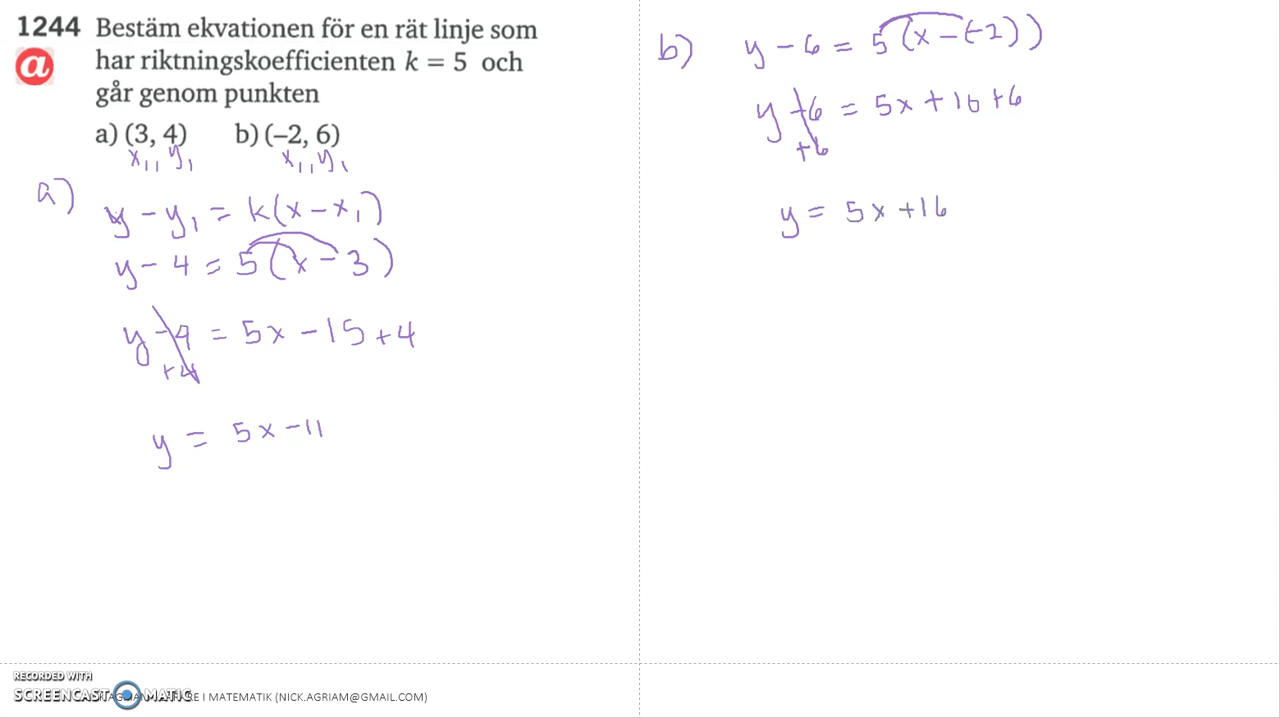 1244 Bestäm ekvationen för en rät linje som
a har riktningskoefficienten k = 5 och
går genom punkten
a) (3, 4) b) (–2, 6)
x₁, y₁ x₁, y₁
a)
y - y₁ = k(x - x₁)
y - 4 = 5(x - 3)
y - 4 = 5x - 15 + 4
+4
y = 5x - 11
b) y - 6 = 5(x - (-2))
y - 6 = 5x + 10 + 6
+6
y = 5x + 16
RECORDED WITH
SCREENCAST MATIC
RE I MATEMATIK (NICK.AGRIAM@GMAIL.COM)